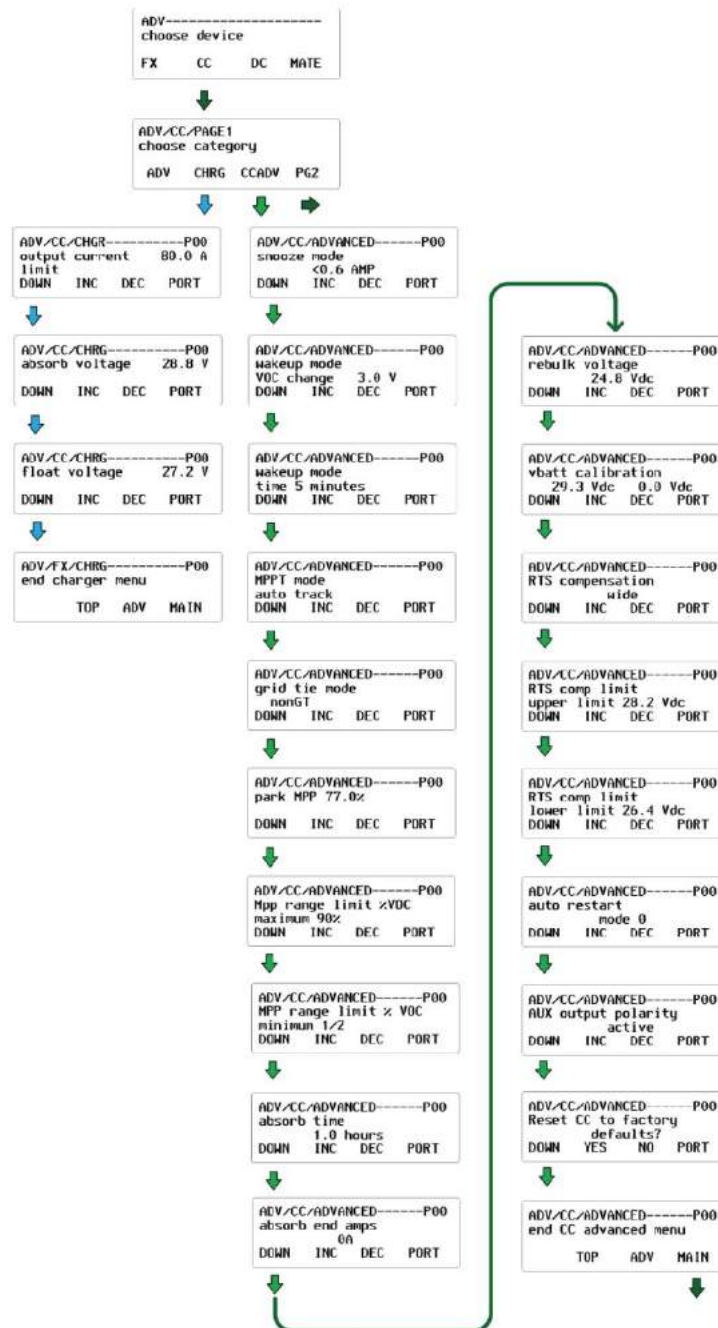 ADV--------------------
choose device
FX CC DC MATE
ADV/CC/PAGE1
choose category
ADV CHRG CCADV PG2
ADV/CC/CHGR----------P00
output current 80.0 A
limit
DOWN INC DEC PORT
ADV/CC/CHRG----------P00
absorb voltage 28.8 V
DOWN INC DEC PORT
ADV/CC/CHRG----------P00
float voltage 27.2 V
DOWN INC DEC PORT
ADV/FX/CHRG----------P00
end charger menu
TOP ADV MAIN
ADV/CC/ADVANCED------P00
snooze mode
<0.6 AMP
DOWN INC DEC PORT
ADV/CC/ADVANCED------P00
wakeup mode
VOC change 3.0 V
DOWN INC DEC PORT
ADV/CC/ADVANCED------P00
wakeup mode
time 5 minutes
DOWN INC DEC PORT
ADV/CC/ADVANCED------P00
MPPT mode
auto track
DOWN INC DEC PORT
ADV/CC/ADVANCED------P00
grid tie mode
nonGT
DOWN INC DEC PORT
ADV/CC/ADVANCED------P00
park MPP 77.0%
DOWN INC DEC PORT
ADV/CC/ADVANCED------P00
Mpp range limit %VOC
maximum 90%
DOWN INC DEC PORT
ADV/CC/ADVANCED------P00
MPP range limit % VOC
minimum 1/2
DOWN INC DEC PORT
ADV/CC/ADVANCED------P00
absorb time
1.0 hours
DOWN INC DEC PORT
ADV/CC/ADVANCED------P00
absorb end amps
0A
DOWN INC DEC PORT
ADV/CC/ADVANCED------P00
rebulk voltage
24.8 Vdc
DOWN INC DEC PORT
ADV/CC/ADVANCED------P00
vbatt calibration
29.3 Vdc 0.0 Vdc
DOWN INC DEC PORT
ADV/CC/ADVANCED------P00
RTS compensation
wide
DOWN INC DEC PORT
ADV/CC/ADVANCED------P00
RTS comp limit
upper limit 28.2 Vdc
DOWN INC DEC PORT
ADV/CC/ADVANCED------P00
RTS comp limit
lower limit 26.4 Vdc
DOWN INC DEC PORT
ADV/CC/ADVANCED------P00
auto restart
mode 0
DOWN INC DEC PORT
ADV/CC/ADVANCED------P00
AUX output polarity
active
DOWN INC DEC PORT
ADV/CC/ADVANCED------P00
Reset CC to factory
defaults?
DOWN YES NO PORT
ADV/CC/ADVANCED------P00
end CC advanced menu
TOP ADV MAIN